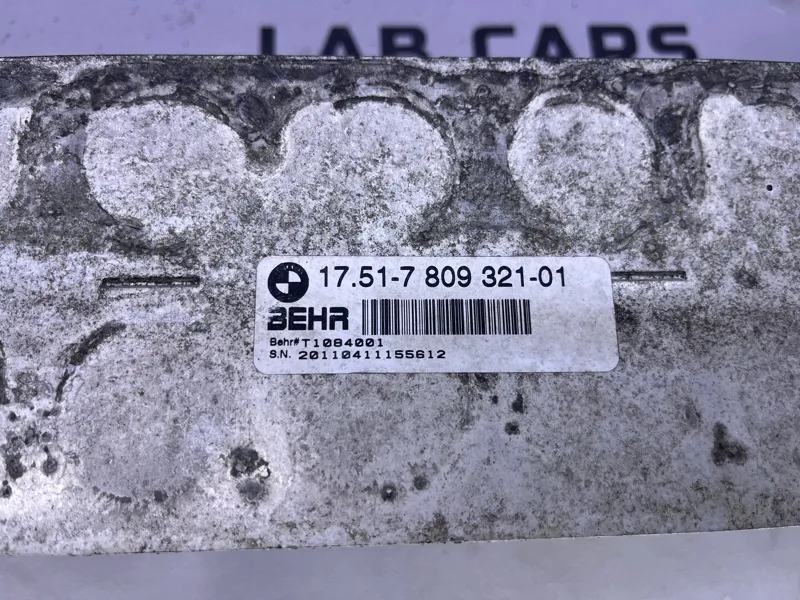 LAB CARS
17.51-7 809 321-01
BEHR
Behr# T1084001
S.N. 20110411155612